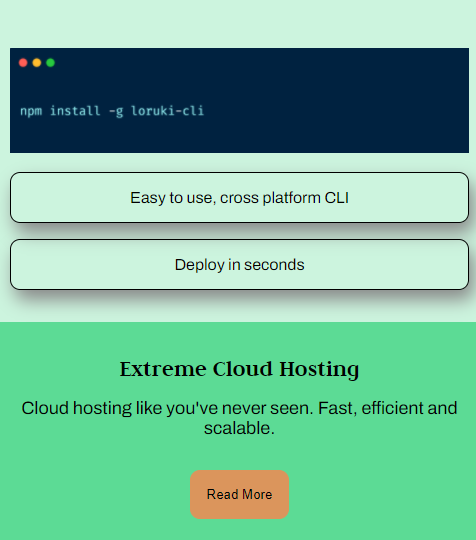 npm install -g loruki-cli
Easy to use, cross platform CLI
Deploy in seconds
Extreme Cloud Hosting
Cloud hosting like you've never seen. Fast, efficient and
scalable.
Read More